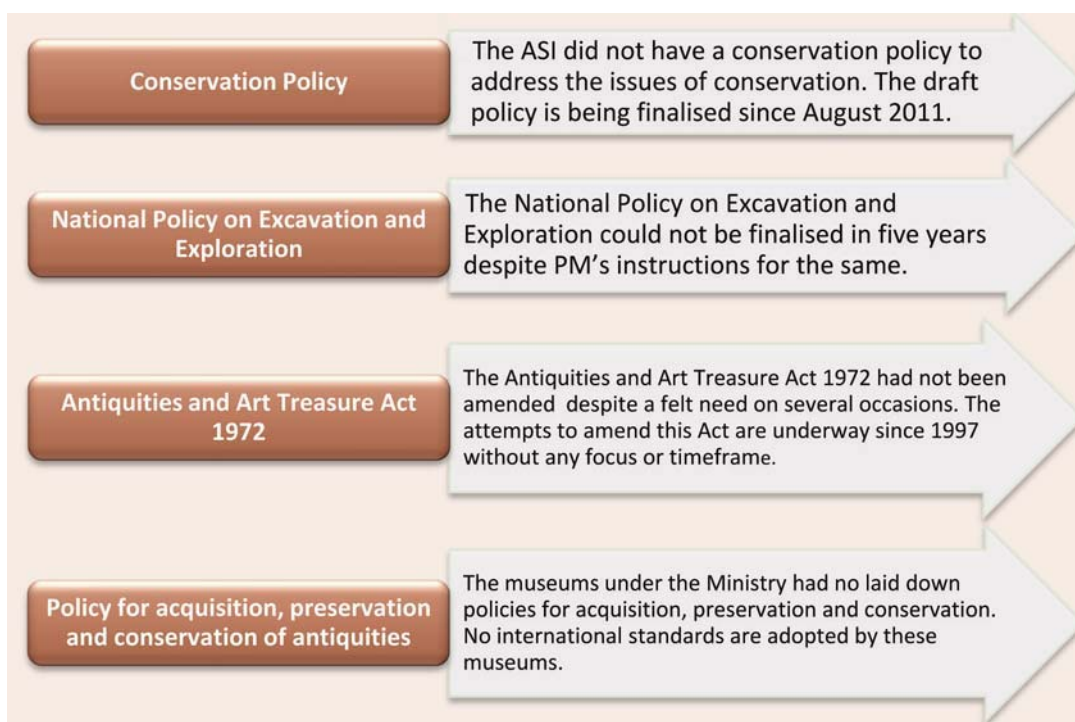 Conservation Policy
The ASI did not have a conservation policy to
address the issues of conservation. The draft
policy is being finalised since August 2011.
National Policy on Excavation and
Exploration
The National Policy on Excavation and
Exploration could not be finalised in five years
despite PM’s instructions for the same.
Antiquities and Art Treasure Act
1972
The Antiquities and Art Treasure Act 1972 had not been
amended despite a felt need on several occasions. The
attempts to amend this Act are underway since 1997
without any focus or timeframe.
Policy for acquisition, preservation
and conservation of antiquities
The museums under the Ministry had no laid down
policies for acquisition, preservation and conservation.
No international standards are adopted by these
museums.